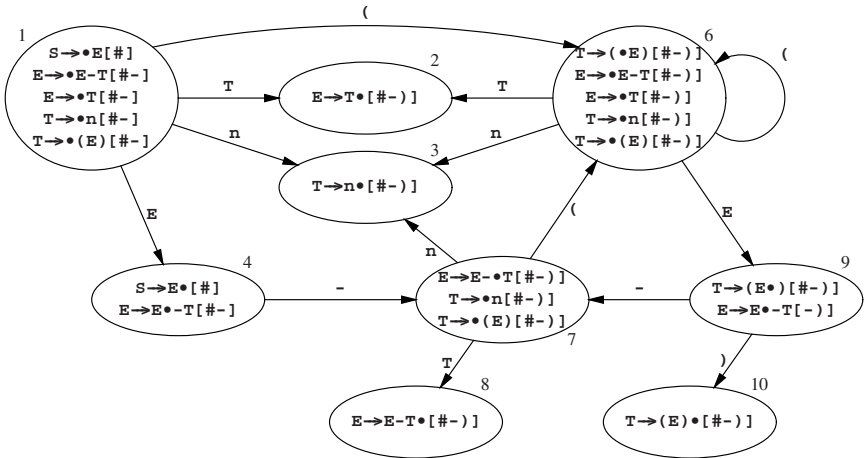 (
1
S→•E[#]
E→•E-T[#-]
E→•T[#-]
T→•n[#-]
T→•(E)[#-]
T
n
E
2
E→T•[#-)]
T
n
3
T→n•[#-)]
6
T→(•E)[#-)]
E→•E-T[#-)]
E→•T[#-)]
T→•n[#-)]
T→•(E)[#-)]
(
(
E
n
4
S→E•[#]
E→E•-T[#-]
-
E→E-•T[#-)]
T→•n[#-)]
T→•(E)[#-)]
7
-
9
T→(E•)[#-)]
E→E•-T[-)]
T
)
8
E→E-T•[#-)]
10
T→(E)•[#-)]